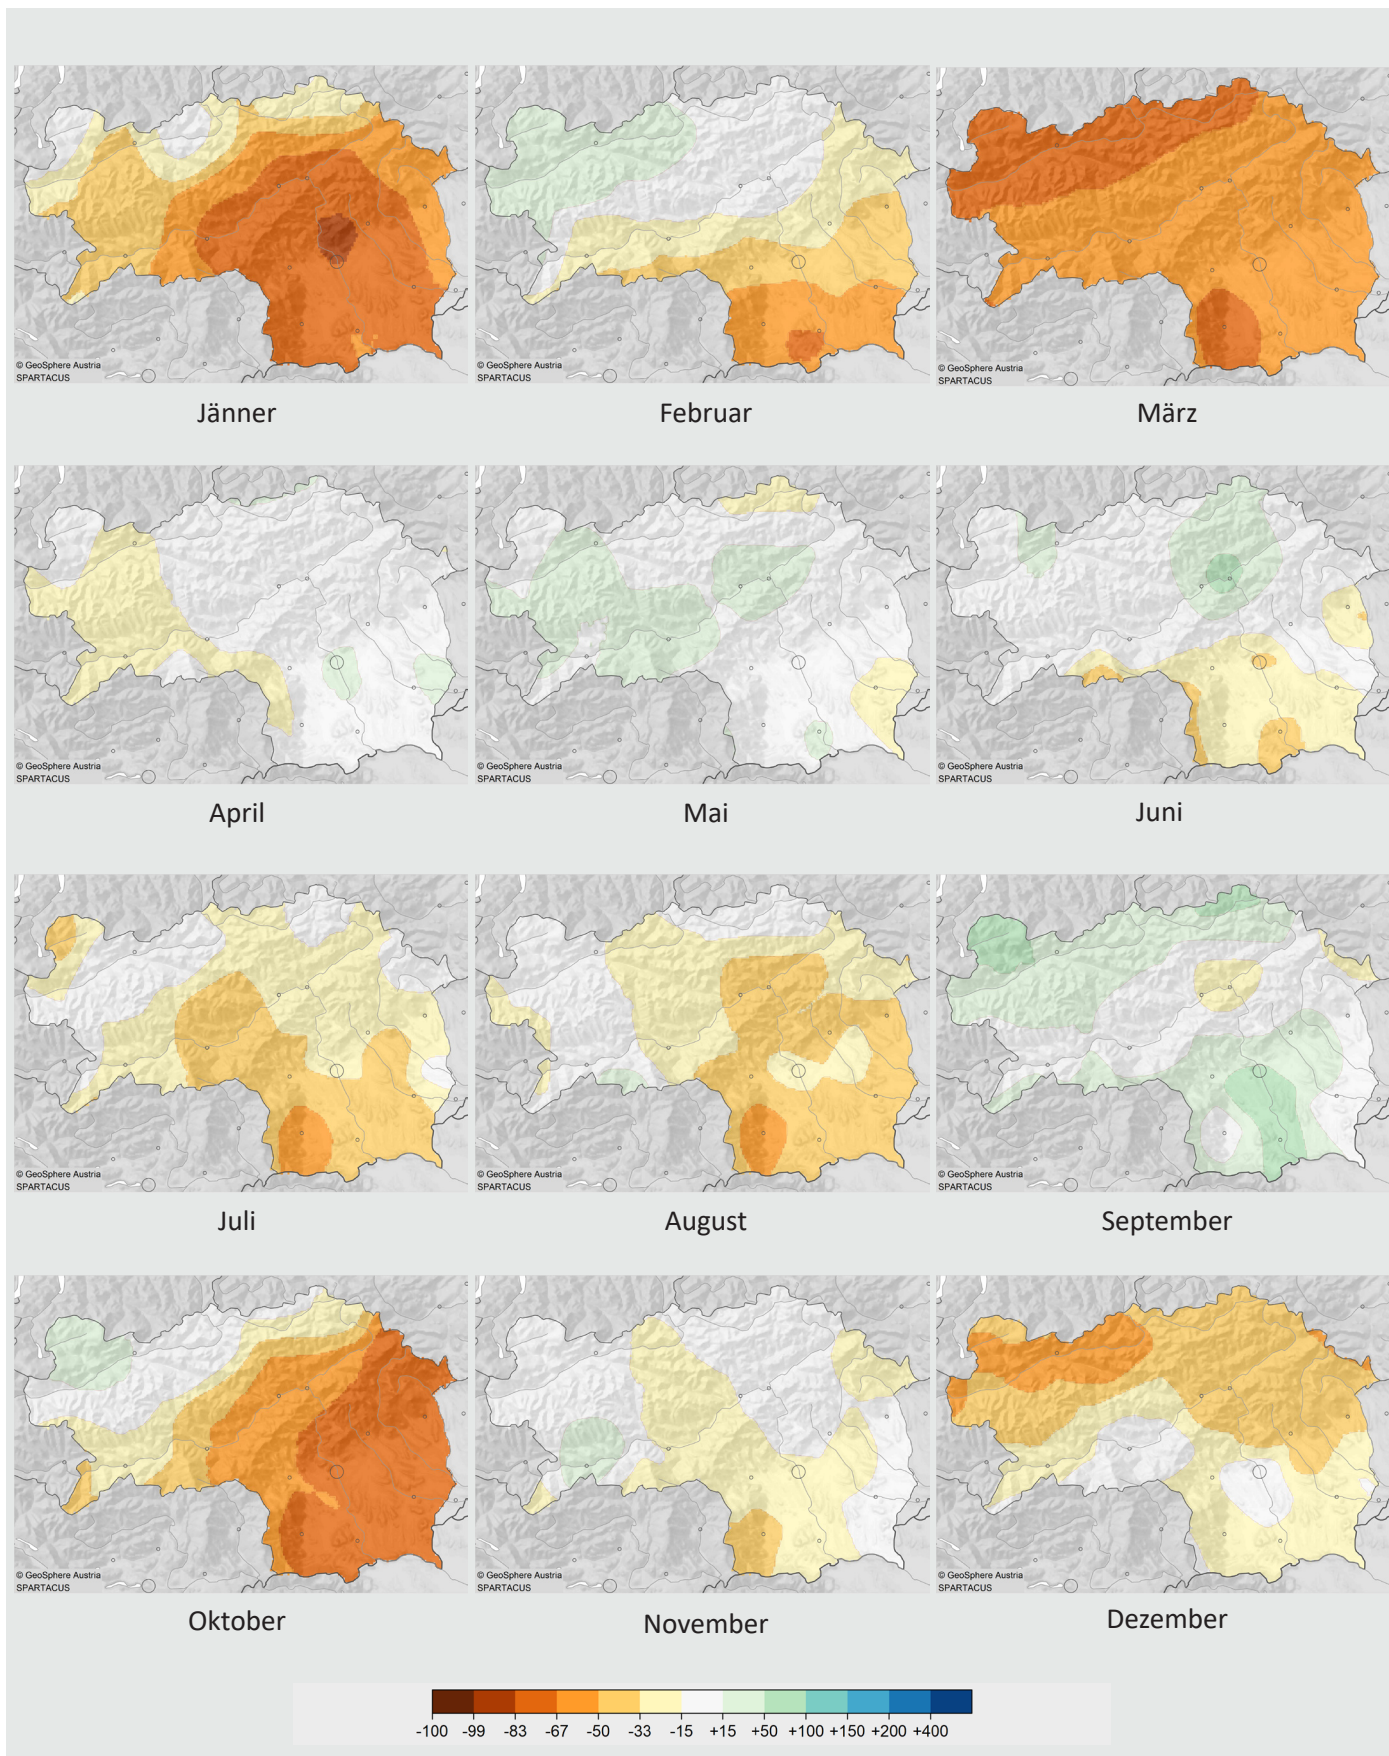 © GeoSphere Austria
SPARTACUS
© GeoSphere Austria
SPARTACUS
© GeoSphere Austria
SPARTACUS
Jänner
Februar
März
© GeoSphere Austria
SPARTACUS
© GeoSphere Austria
SPARTACUS
© GeoSphere Austria
SPARTACUS
April
Mai
Juni
© GeoSphere Austria
SPARTACUS
© GeoSphere Austria
SPARTACUS
© GeoSphere Austria
SPARTACUS
Juli
August
September
© GeoSphere Austria
SPARTACUS
© GeoSphere Austria
SPARTACUS
© GeoSphere Austria
SPARTACUS
Oktober
November
Dezember
-100 -99 -83 -67 -50 -33 -15 +15 +50 +100 +150 +200 +400